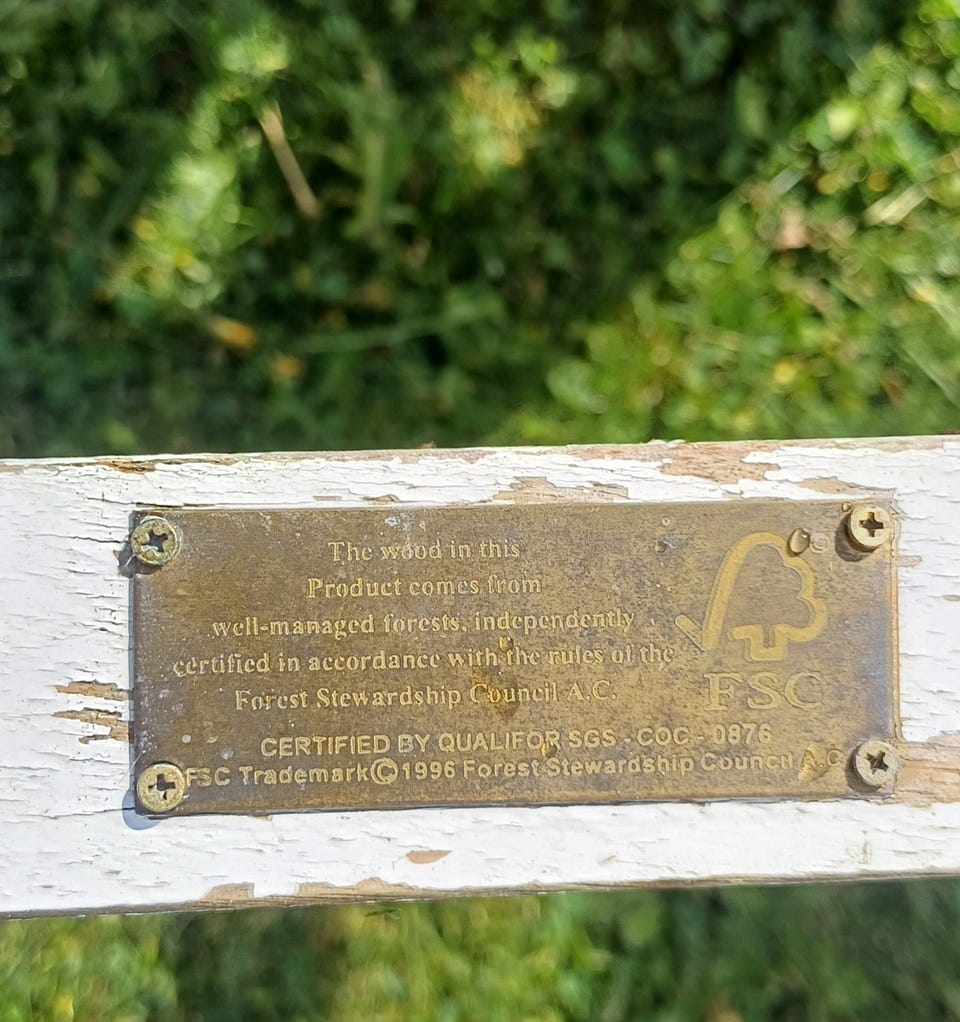 The wood in this
Product comes from
well-managed forests, independently
certified in accordance with the rules of the
Forest Stewardship Council A.C.
FSC
CERTIFIED BY QUALIFOR SGS - COC - 0876
FSC Trademark © 1996 Forest Stewardship Council A.C